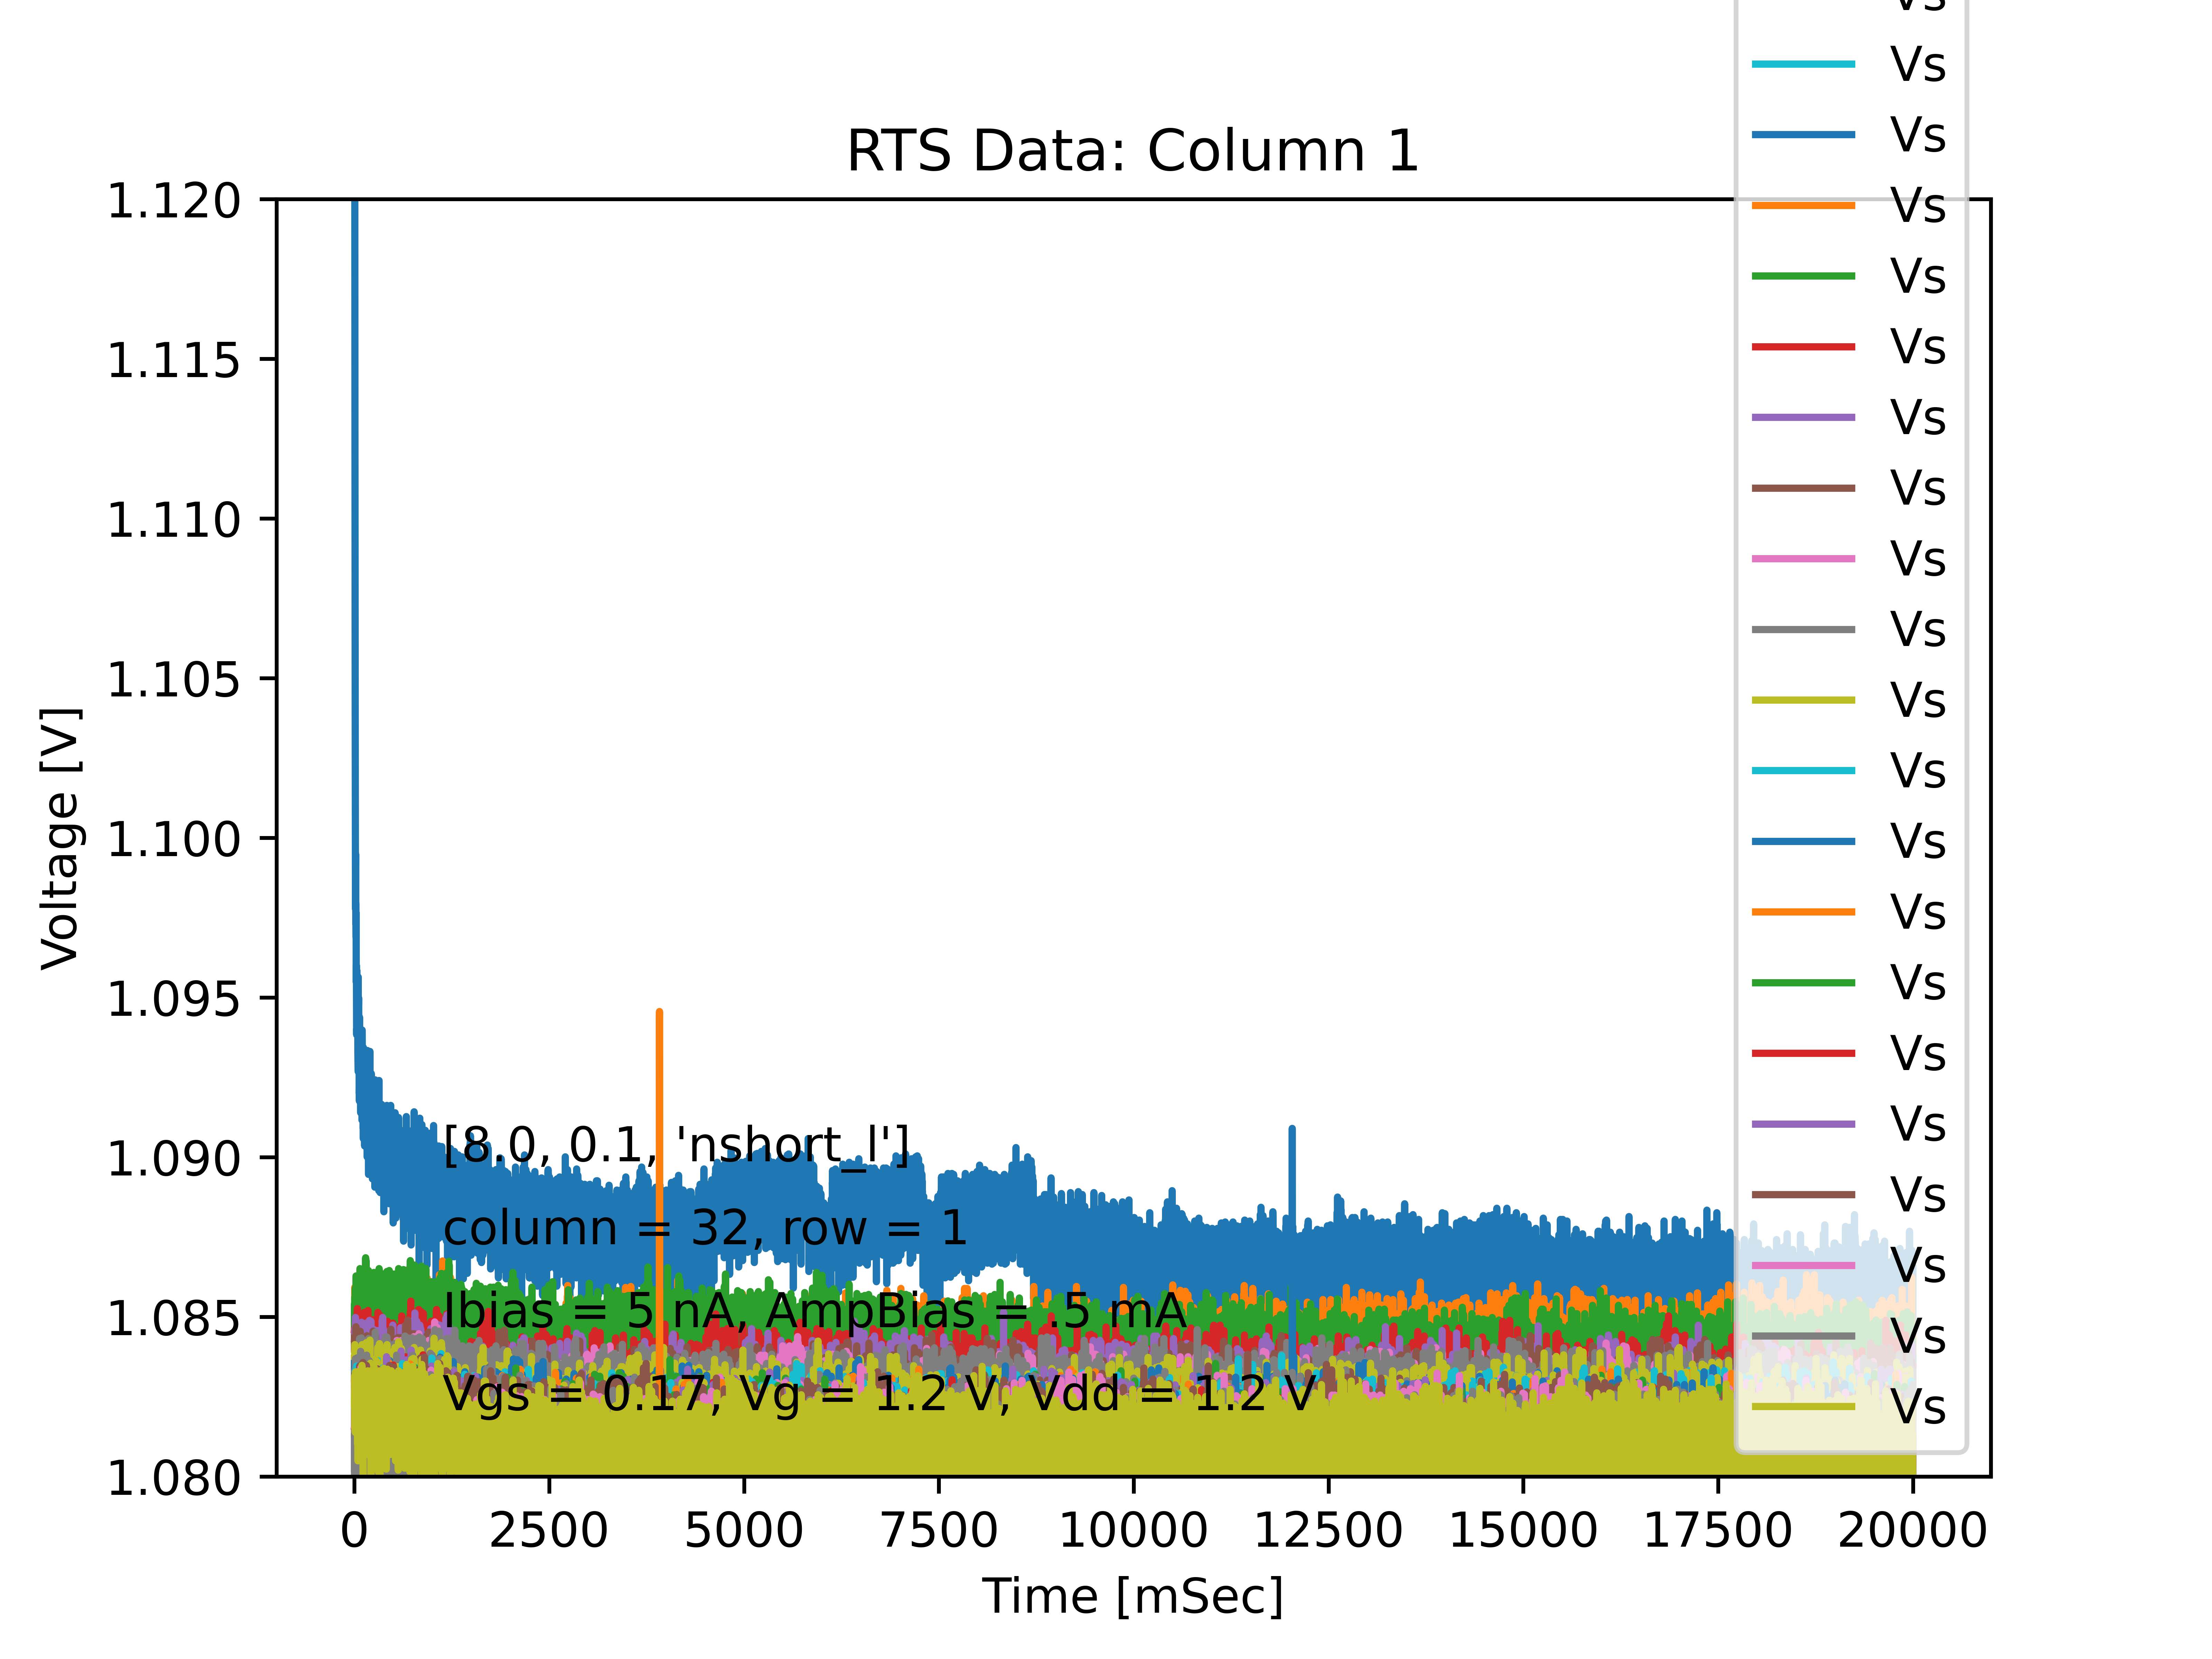 Vs
Vs
Vs
RTS Data: Column 1
1.120
Vs
Vs
Vs
1.115
Vs
Vs
1.110
Vs
Vs
1.105
Vs
Vs
Voltage [V]
Vs
1.100
Vs
Vs
1.095
Vs
Vs
Vs
[8.0, 0.1, 'nshort_l']
1.090
Vs
column = 32, row = 1
Vs
Ibias = 5 nA, AmpBias = .5 mA
1.085
Vs
Vgs = 0.17, Vg = 1.2 V, Vdd = 1.2 V
Vs
1.080
0 2500 5000 7500 10000 12500 15000 17500 20000
Time [mSec]